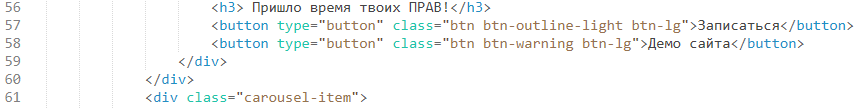 56 <h3> Пришло время твоих ПРАВ!</h3>
57 <button type="button" class="btn btn-outline-light btn-lg">Записаться</button>
58 <button type="button" class="btn btn-warning btn-lg">Демо сайта</button>
59 </div>
60 </div>
61 <div class="carousel-item">